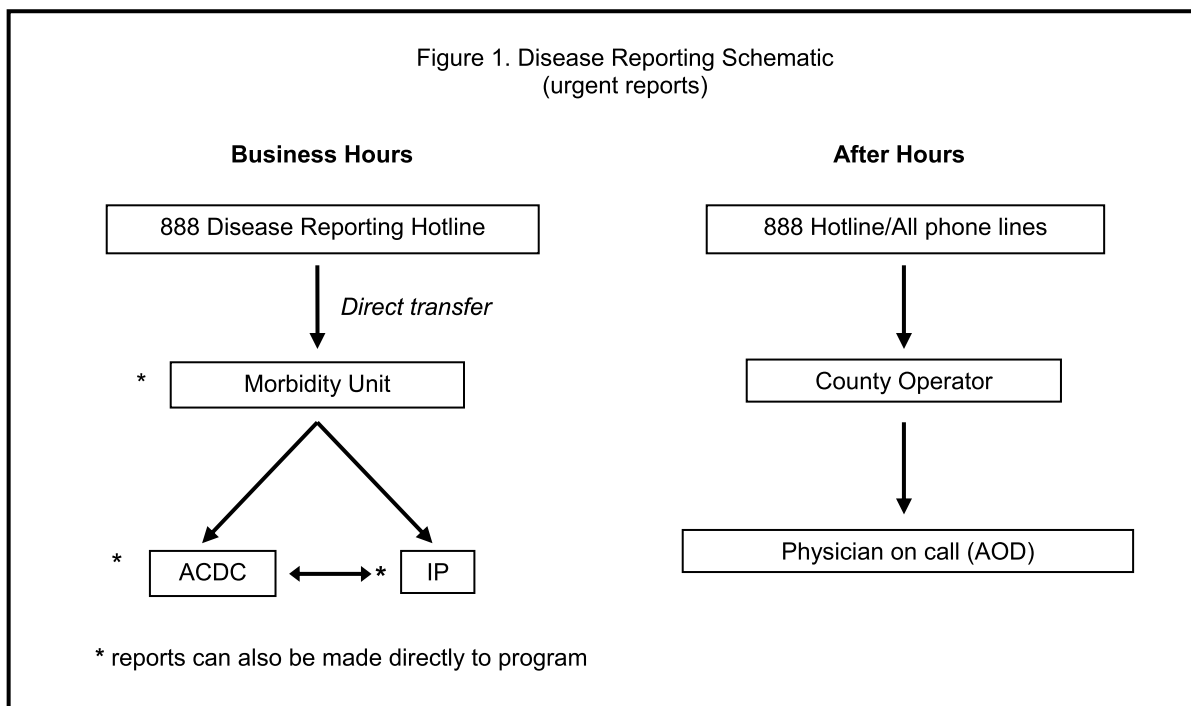 Figure 1. Disease Reporting Schematic
(urgent reports)
Business Hours
888 Disease Reporting Hotline
Direct transfer
* Morbidity Unit
* ACDC * IP
* reports can also be made directly to program
After Hours
888 Hotline/All phone lines
County Operator
Physician on call (AOD)